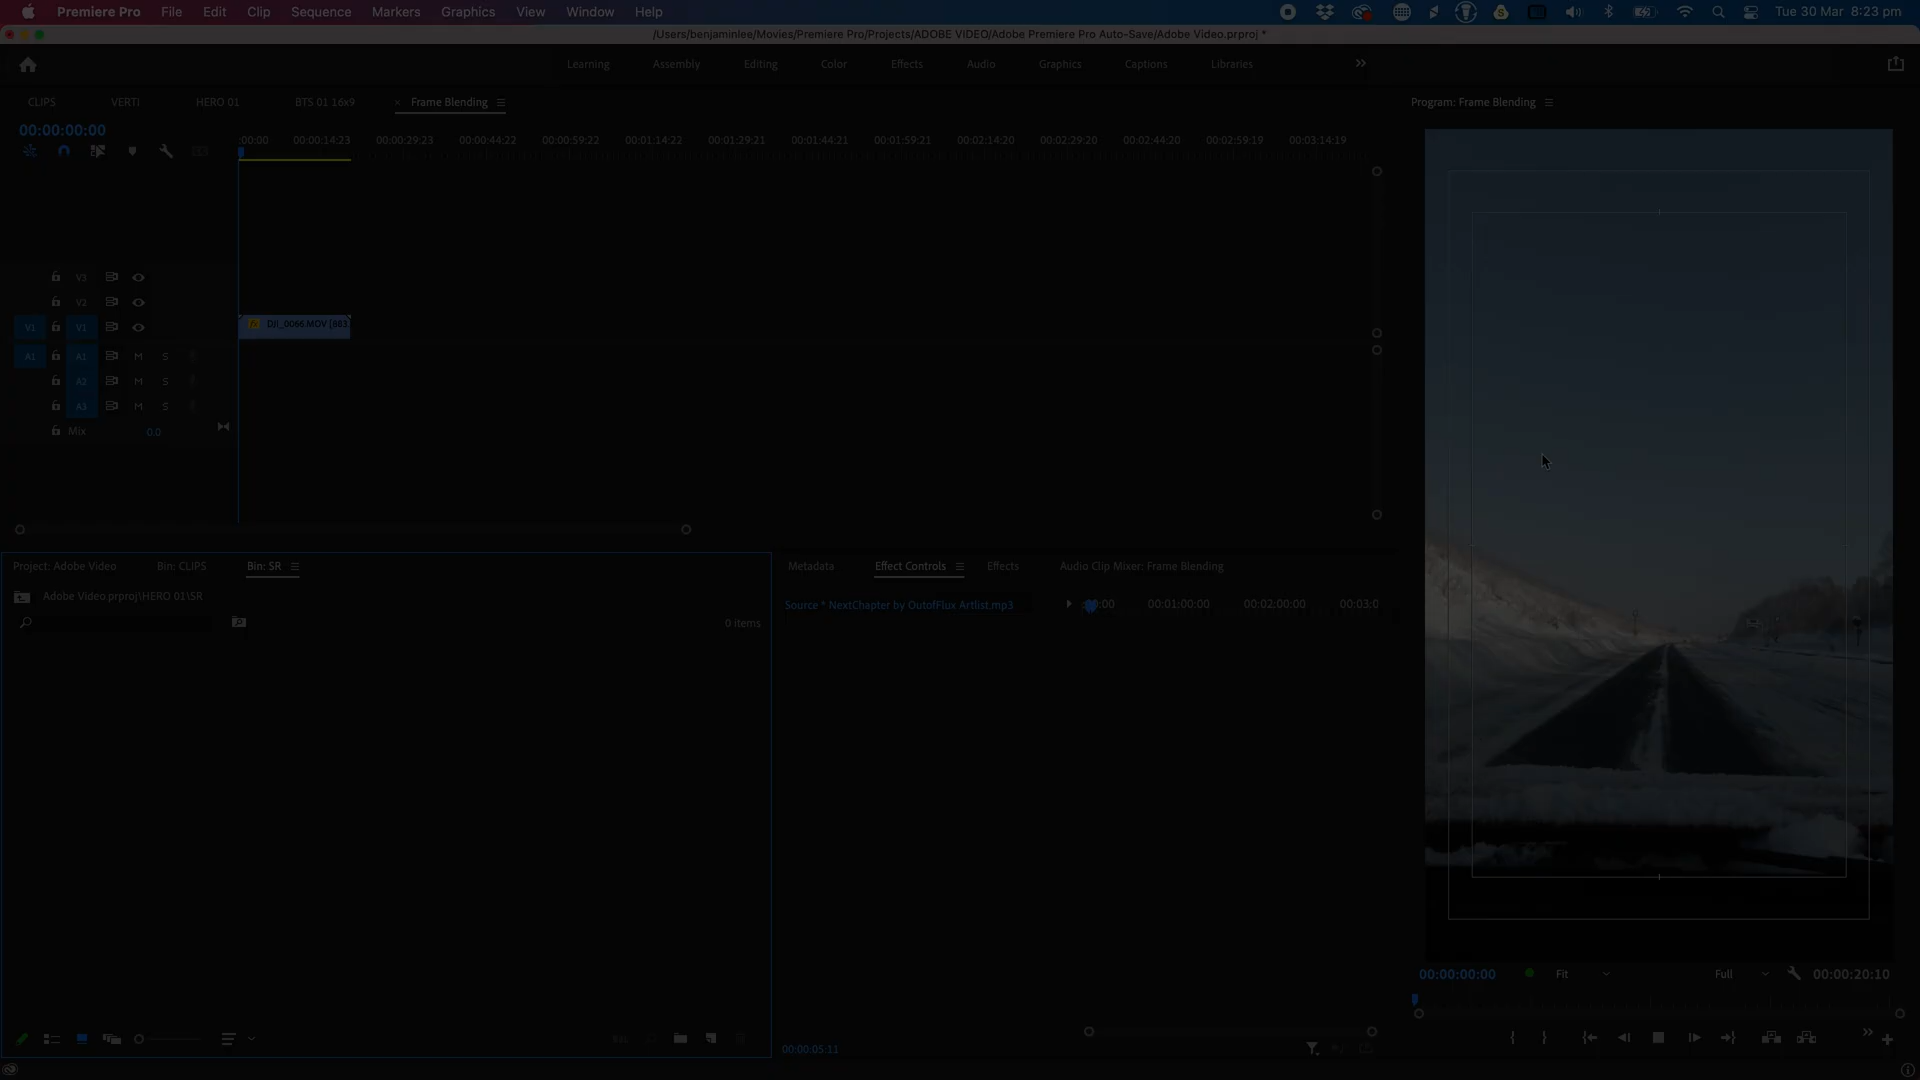 Premiere Pro File Edit Clip Sequence Markers Graphics View Window Help Tue 30 Mar 8:23 pm
/Users/benjaminlee/Movies/Premiere Pro/Projects/ADOBE VIDEO/Adobe Premiere Pro Auto-Save/Adobe Video.prproj *
Learning Assembly Editing Color Effects Audio Graphics Captions Libraries
CLIPS VERTI HERO 01 BTS 01 16x9 × Frame Blending
Program: Frame Blending
00:00:00:00
:00:00 00:00:14:23 00:00:29:23 00:00:44:22 00:00:59:22 00:01:14:22 00:01:29:21 00:01:44:21 00:01:59:21 00:02:14:20 00:02:29:20 00:02:44:20 00:02:59:19 00:03:14:19
V3
V2
V1 V1 fx DJI_0066.MOV [883.
A1 A1 M S
A2 M S
A3 M S
Mix 0.0
Project: Adobe Video Bin: CLIPS Bin: SR
Adobe Video.prproj\HERO 01\SR
0 items
Metadata Effect Controls Effects Audio Clip Mixer: Frame Blending
Source * NextChapter by OutofFlux Artlist.mp3 00:01:00:00 00:02:00:00 00:03:0
00:00:05:11
00:00:00:00 Fit Full 00:00:20:10